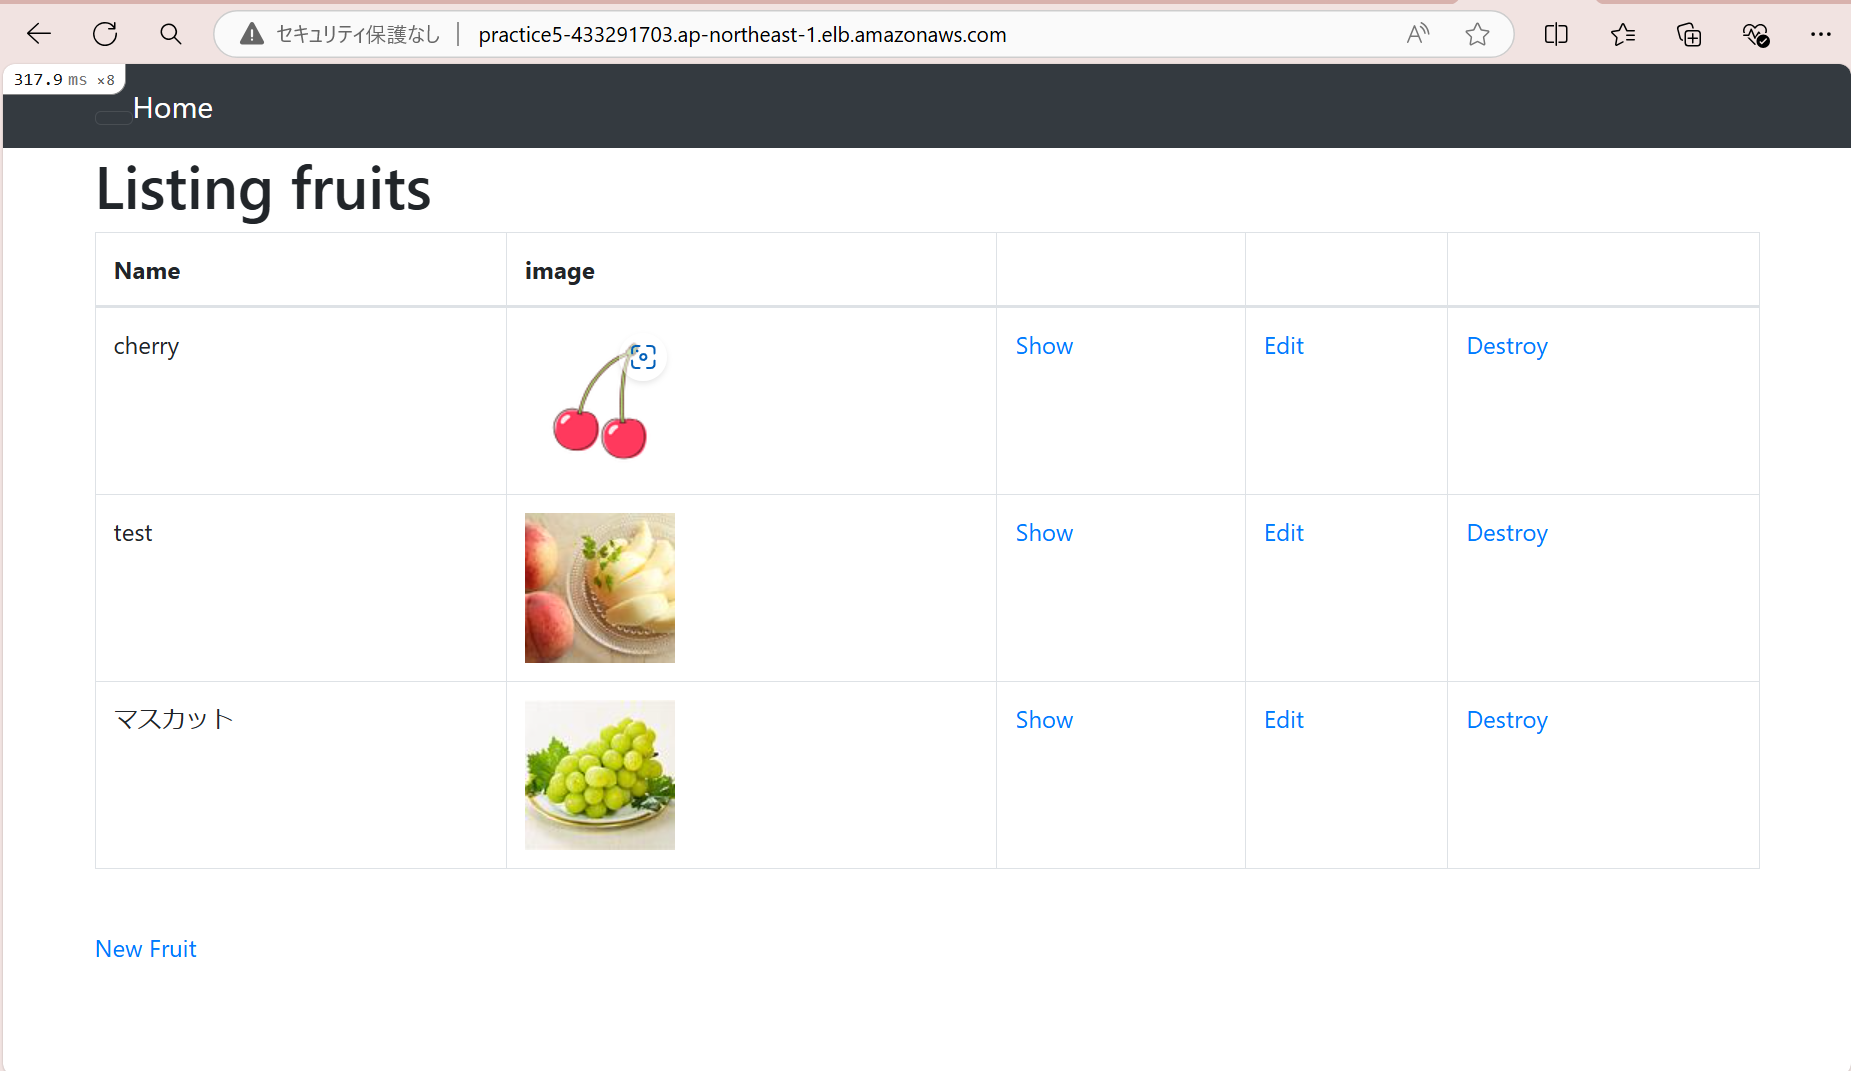 セキュリティ保護なし practice5-433291703.ap-northeast-1.elb.amazonaws.com
317.9 ms ×8
Home
Listing fruits
Name image
cherry Show Edit Destroy
test Show Edit Destroy
マスカット Show Edit Destroy
New Fruit